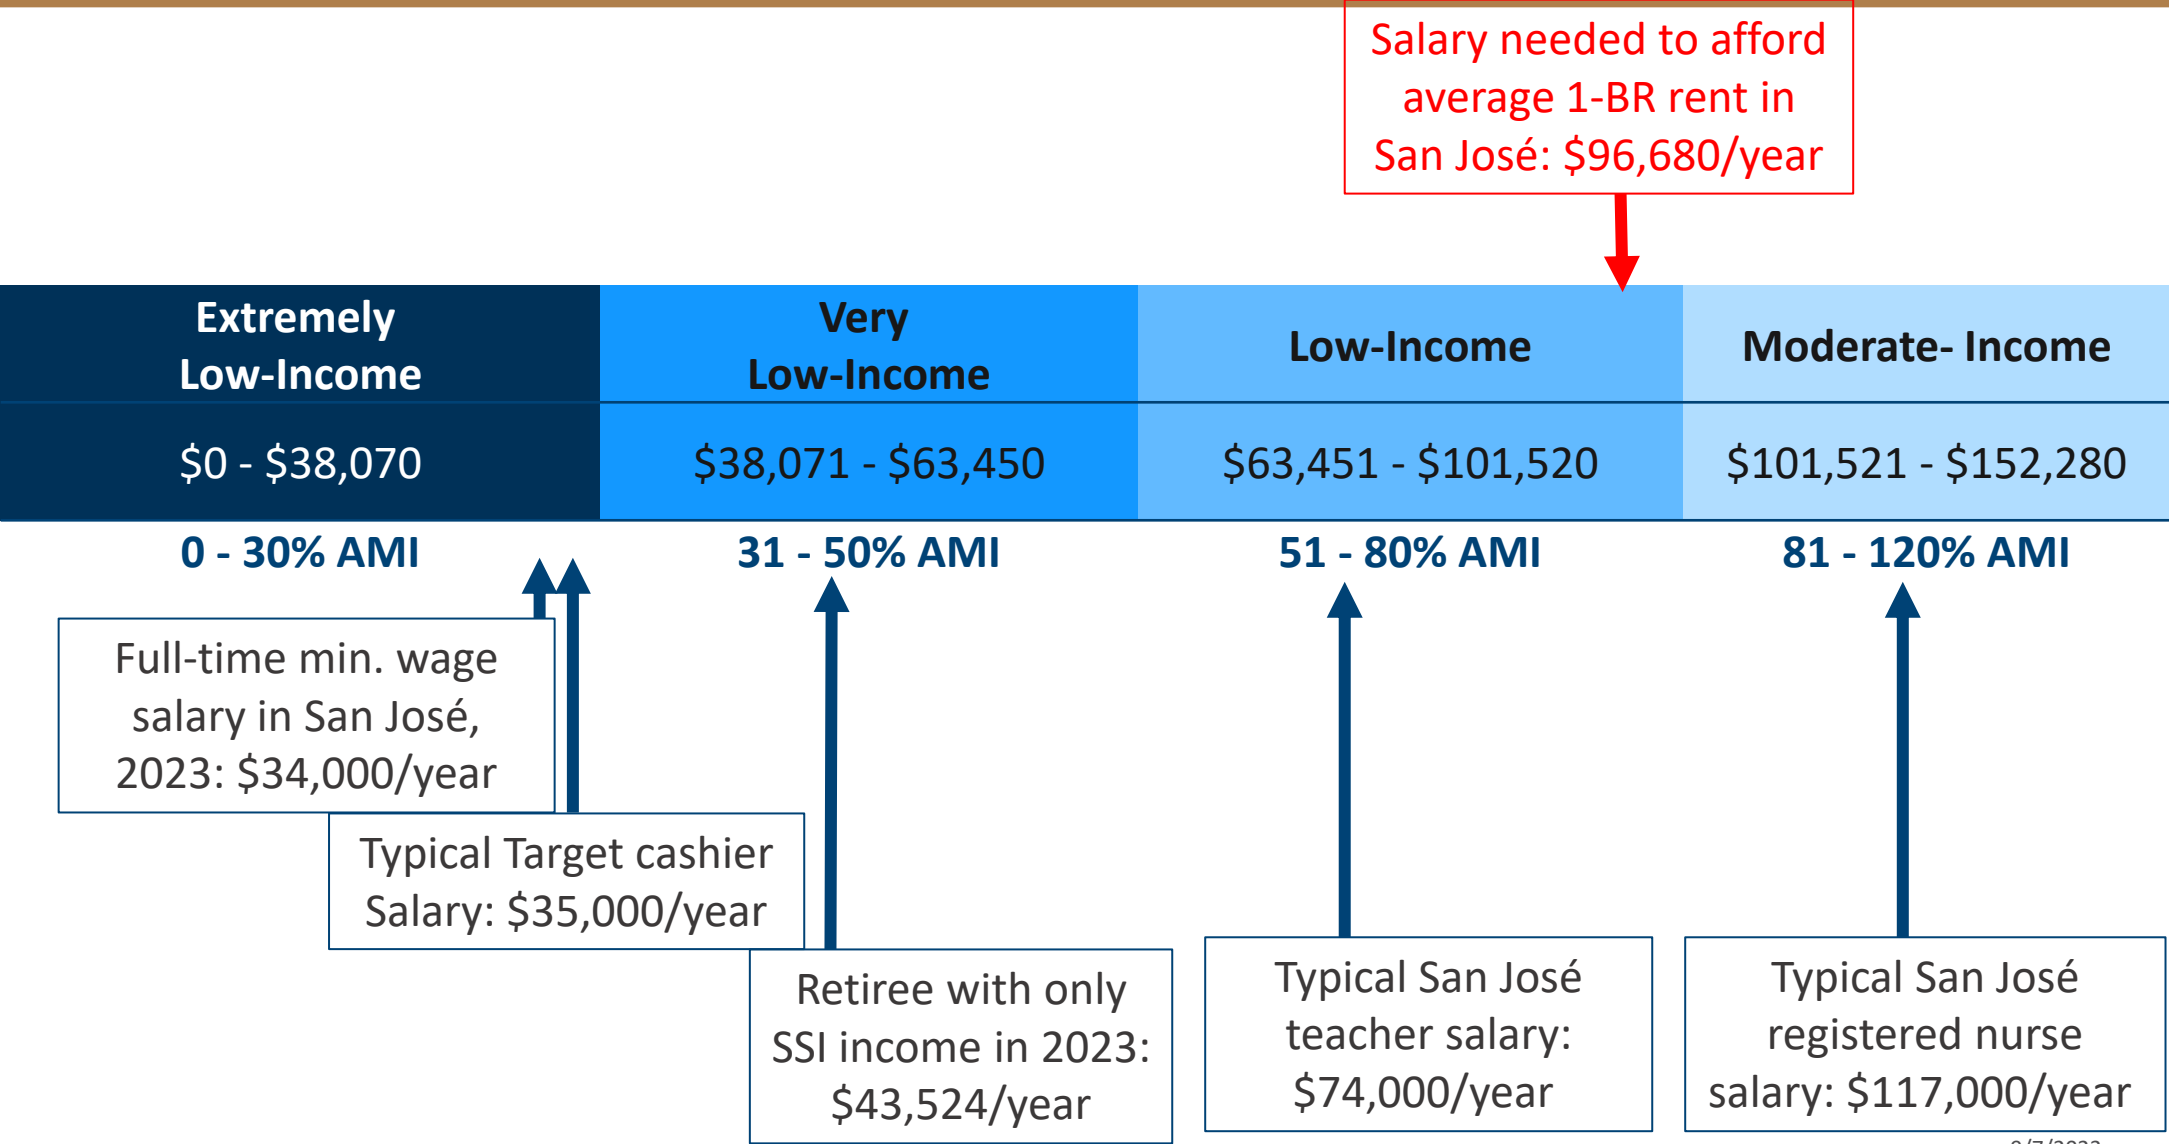 Salary needed to afford
average 1-BR rent in
San José: $96,680/year
Extremely
Low-Income
Very
Low-Income
Low-Income
Moderate- Income
$0 - $38,070
$38,071 - $63,450
$63,451 - $101,520
$101,521 - $152,280
0 - 30% AMI
31 - 50% AMI
51 - 80% AMI
81 - 120% AMI
Full-time min. wage
salary in San José,
2023: $34,000/year
Typical Target cashier
Salary: $35,000/year
Retiree with only
SSI income in 2023:
$43,524/year
Typical San José
teacher salary:
$74,000/year
Typical San José
registered nurse
salary: $117,000/year